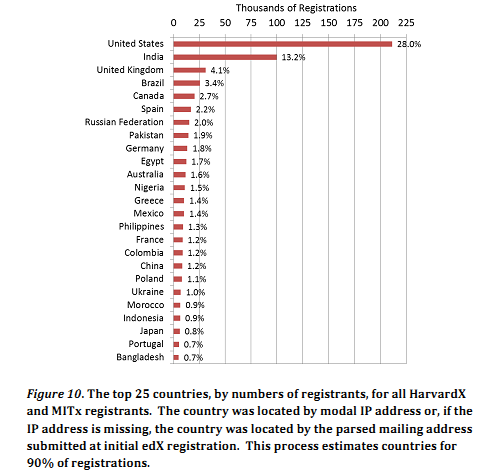 Thousands of Registrations
0 25 50 75 100 125 150 175 200 225
United States 28.0%
India 13.2%
United Kingdom 4.1%
Brazil 3.4%
Canada 2.7%
Spain 2.2%
Russian Federation 2.0%
Pakistan 1.9%
Germany 1.8%
Egypt 1.7%
Australia 1.6%
Nigeria 1.5%
Greece 1.4%
Mexico 1.4%
Philippines 1.3%
France 1.2%
Colombia 1.2%
China 1.2%
Poland 1.1%
Ukraine 1.0%
Morocco 0.9%
Indonesia 0.9%
Japan 0.8%
Portugal 0.7%
Bangladesh 0.7%
Figure 10. The top 25 countries, by numbers of registrants, for all HarvardX
and MITx registrants. The country was located by modal IP address or, if the
IP address is missing, the country was located by the parsed mailing address
submitted at initial edX registration. This process estimates countries for
90% of registrations.